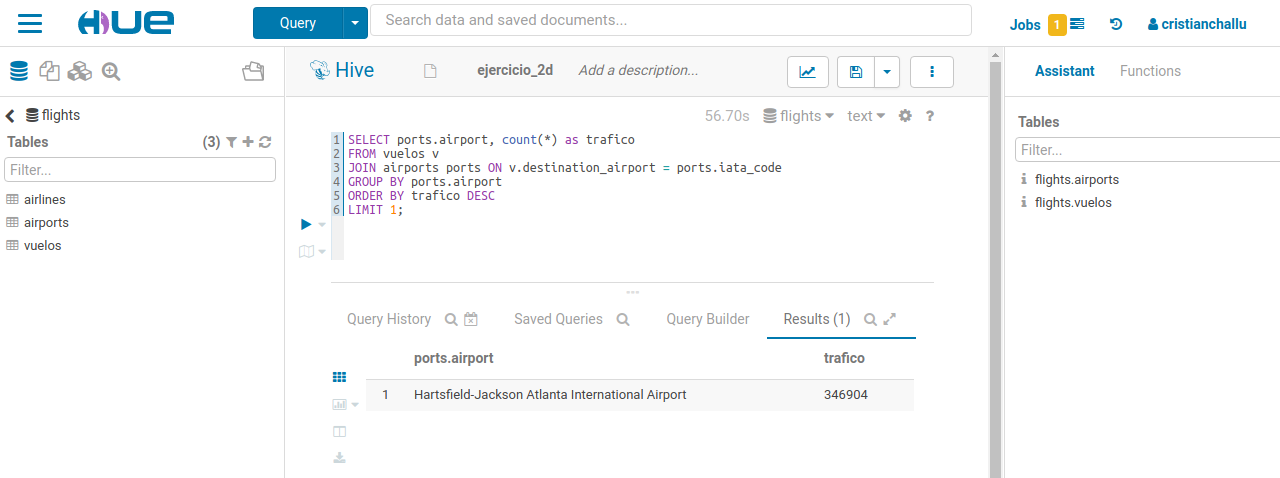 HUE
Query
Search data and saved documents...
Jobs 1
cristianchallu
flights
Tables (3)
Filter...
airlines
airports
vuelos
Hive
ejercicio_2d
Add a description...
56.70s flights text ?
1 SELECT ports.airport, count(*) as trafico
2 FROM vuelos v
3 JOIN airports ports ON v.destination_airport = ports.iata_code
4 GROUP BY ports.airport
5 ORDER BY trafico DESC
6 LIMIT 1;
Query History Saved Queries Query Builder Results (1)
ports.airport trafico
1 Hartsfield-Jackson Atlanta International Airport 346904
Assistant Functions
Tables
Filter...
flights.airports
flights.vuelos